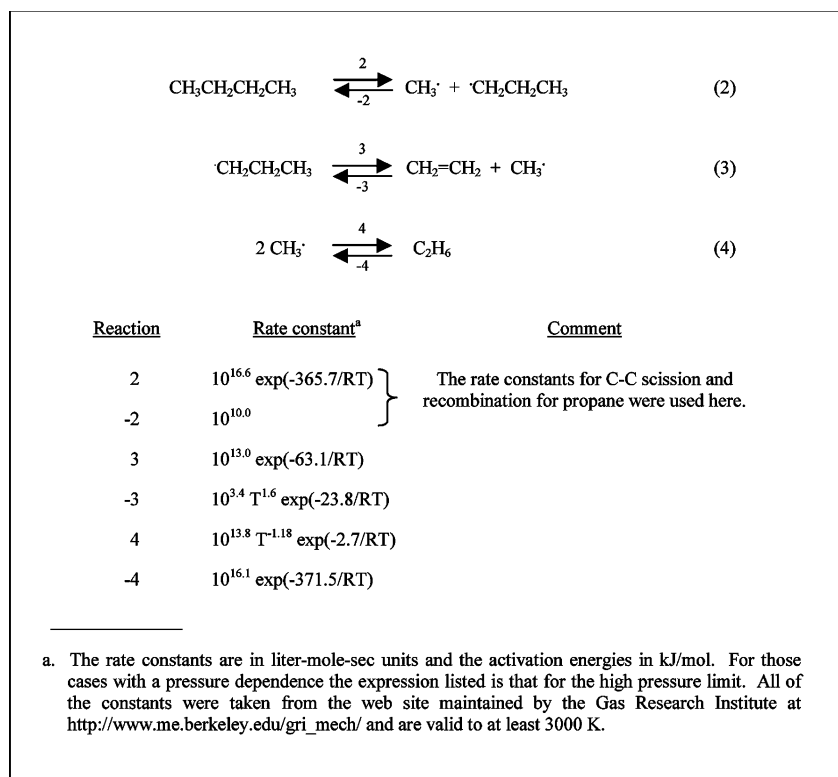 2
CH₃CH₂CH₂CH₃ CH₃· + ·CH₂CH₂CH₃ (2)
-2
3
·CH₂CH₂CH₃ CH₂=CH₂ + CH₃· (3)
-3
4
2 CH₃· C₂H₆ (4)
-4
Reaction Rate constantᵃ Comment
2 10^16.6 exp(-365.7/RT) The rate constants for C-C scission and
-2 10^10.0 recombination for propane were used here.
3 10^13.0 exp(-63.1/RT)
-3 10^3.4 T^1.6 exp(-23.8/RT)
4 10^13.8 T^-1.18 exp(-2.7/RT)
-4 10^16.1 exp(-371.5/RT)
a. The rate constants are in liter-mole-sec units and the activation energies in kJ/mol. For those
cases with a pressure dependence the expression listed is that for the high pressure limit. All of
the constants were taken from the web site maintained by the Gas Research Institute at
http://www.me.berkeley.edu/gri_mech/ and are valid to at least 3000 K.